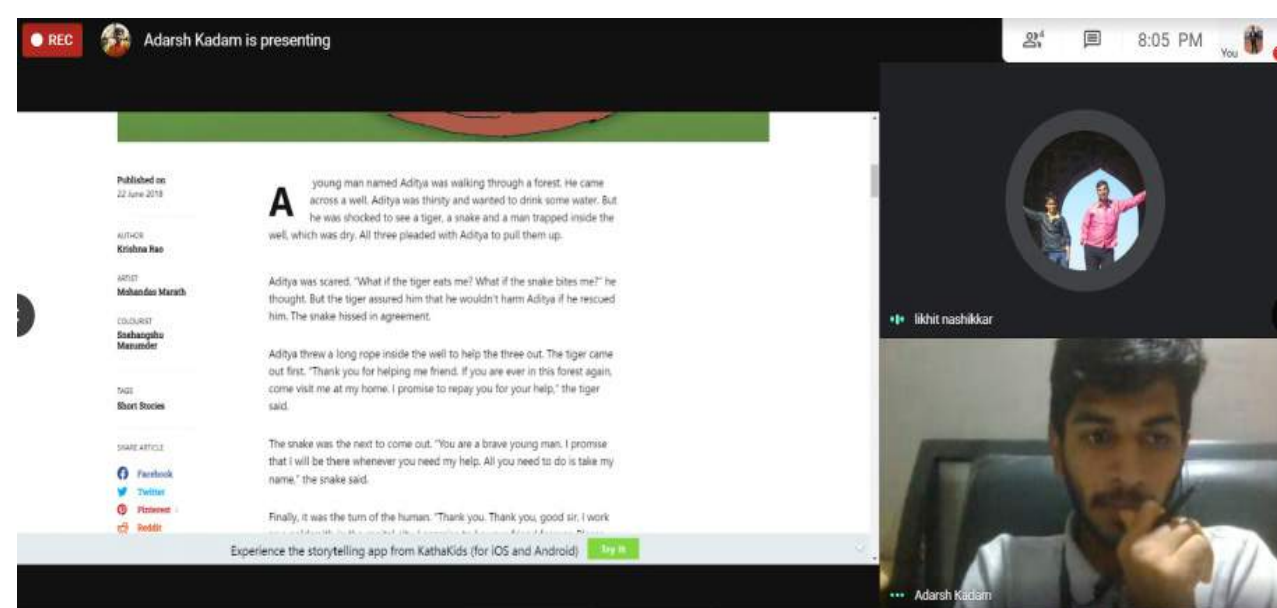 REC
Adarsh Kadam is presenting
4
8:05 PM
You
Published on
22 June 2018
AUTHOR
Krishna Rao
ARTIST
Mohandas Marath
COLOURIST
Snehangshu
Mazumder
TAGS
Short Stories
SHARE ARTICLE
Facebook
Twitter
Pinterest
Reddit
A young man named Aditya was walking through a forest. He came
across a well. Aditya was thirsty and wanted to drink some water. But
he was shocked to see a tiger, a snake and a man trapped inside the
well, which was dry. All three pleaded with Aditya to pull them up.
Aditya was scared. "What if the tiger eats me? What if the snake bites me?" he
thought. But the tiger assured him that he wouldn't harm Aditya if he rescued
him. The snake hissed in agreement.
Aditya threw a long rope inside the well to help the three out. The tiger came
out first. "Thank you for helping me friend. If you are ever in this forest again,
come visit me at my home. I promise to repay you for your help," the tiger
said.
The snake was the next to come out. "You are a brave young man. I promise
that I will be there whenever you need my help. All you need to do is take my
name," the snake said.
Finally, it was the turn of the human. "Thank you. Thank you, good sir. I work
Experience the storytelling app from KathaKids (for iOS and Android)
Try it
likhit nashikkar
Adarsh Kadam